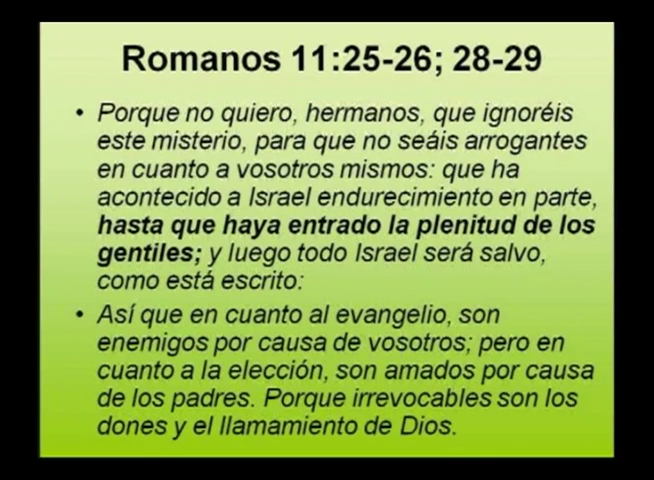 Romanos 11:25-26; 28-29
• Porque no quiero, hermanos, que ignoréis
este misterio, para que no seáis arrogantes
en cuanto a vosotros mismos: que ha
acontecido a Israel endurecimiento en parte,
hasta que haya entrado la plenitud de los
gentiles; y luego todo Israel será salvo,
como está escrito:
• Así que en cuanto al evangelio, son
enemigos por causa de vosotros; pero en
cuanto a la elección, son amados por causa
de los padres. Porque irrevocables son los
dones y el llamamiento de Dios.